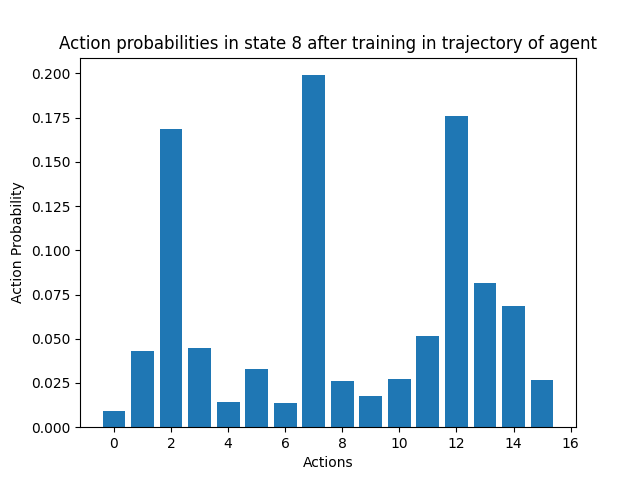 Action probabilities in state 8 after training in trajectory of agent
0.200
0.175
0.150
0.125
0.100
0.075
0.050
0.025
0.000
Action Probability
0 2 4 6 8 10 12 14 16
Actions